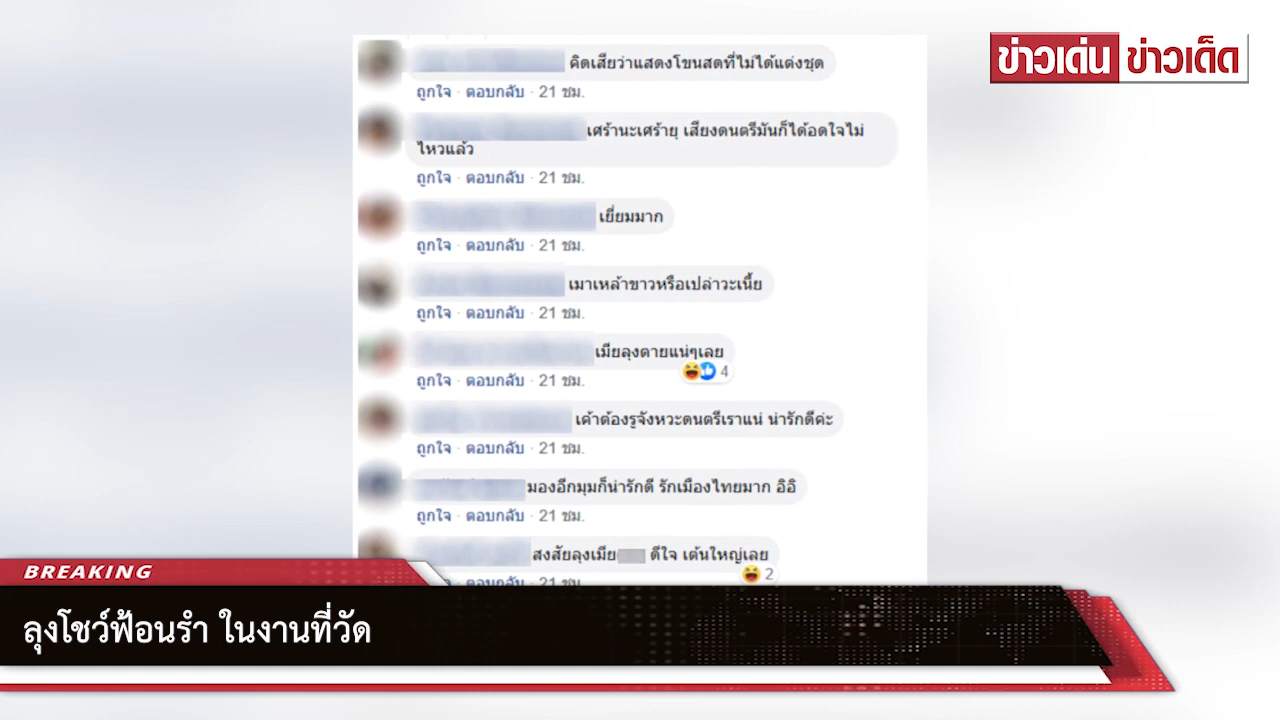 ข่าวเด่น ข่าวเด็ด
คิดเสียว่าแสดงโขนสดที่ไม่ได้แต่งชุด
ถูกใจ · ตอบกลับ · 21 ชม.
เศร้านะเศร้ายุ เสียงดนตรีมันก็ได้อดใจไม่
ไหวแล้ว
ถูกใจ · ตอบกลับ · 21 ชม.
เยี่ยมมาก
ถูกใจ · ตอบกลับ · 21 ชม.
เมาเหล้าขาวหรือเปล่าวะเนี้ย
ถูกใจ · ตอบกลับ · 21 ชม.
เมียลุงตายแน่ๆเลย
4
ถูกใจ · ตอบกลับ · 21 ชม.
เค้าต้องรูจังหวะดนตรีเราแน่ น่ารักดีค่ะ
ถูกใจ · ตอบกลับ · 21 ชม.
มองอีกมุมก็น่ารักดี รักเมืองไทยมาก อิอิ
ถูกใจ · ตอบกลับ · 21 ชม.
สงสัยลุงเมีย ดีใจ เต้นใหญ่เลย
2
ตอบกลับ · 21 ชม.
BREAKING
ลุงโชว์ฟ้อนรำ ในงานที่วัด